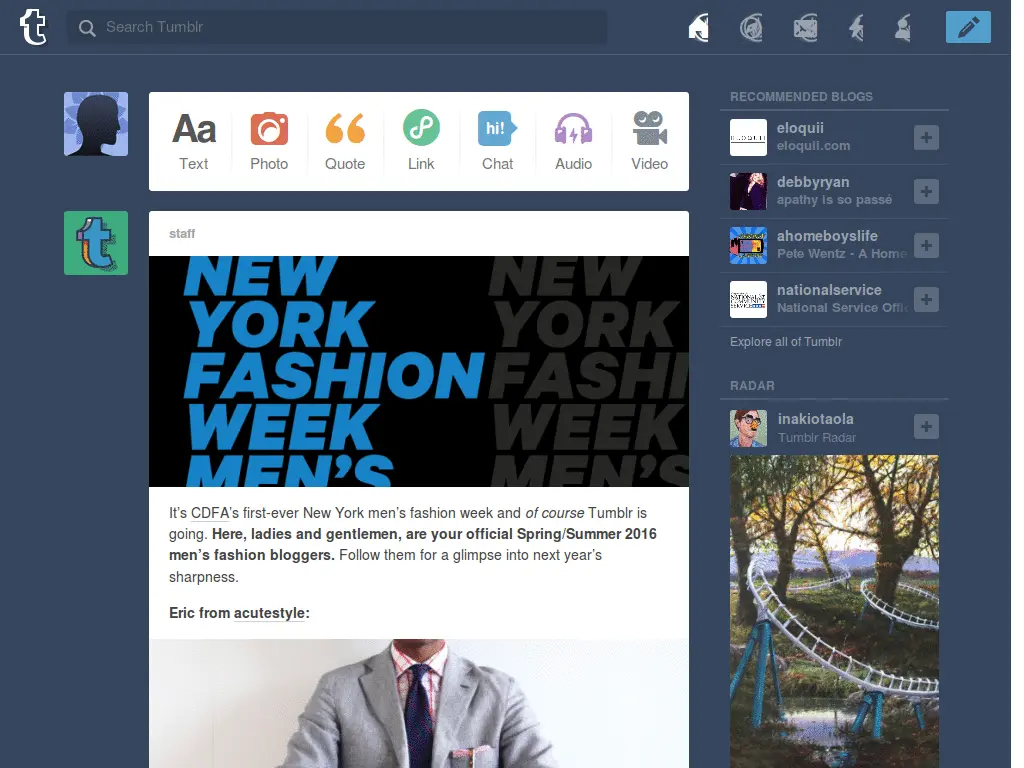 t
Search Tumblr
Aa
Text
Photo
Quote
Link
hi!
Chat
Audio
Video
t
staff
NEW
YORK
FASHION
WEEK
MEN'S
NEW
YORK
FASHI
WEEK
MEN'S
It's CDFA's first-ever New York men's fashion week and of course Tumblr is
going. Here, ladies and gentlemen, are your official Spring/Summer 2016
men's fashion bloggers. Follow them for a glimpse into next year's
sharpness.
Eric from acutestyle:
RECOMMENDED BLOGS
ELOQUII
eloquii
eloquii.com
debbyryan
apathy is so passé
ahomeboyslife
Pete Wentz - A Home
nationalservice
National Service Offic
Explore all of Tumblr
RADAR
inakiotaola
Tumblr Radar